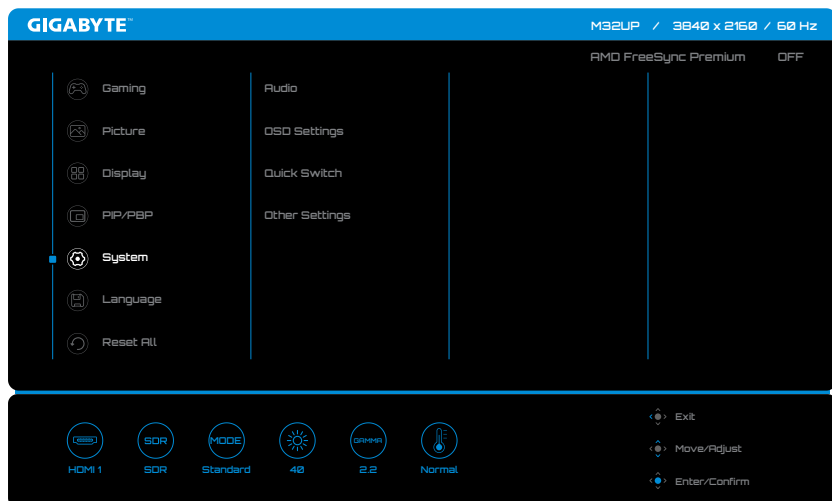 GIGABYTE™
M32UP / 3840 x 2160 / 60 Hz
AMD FreeSync Premium OFF
Gaming Audio
Picture OSD Settings
Display Quick Switch
PIP/PBP Other Settings
System
Language
Reset All
SDR MODE GAMMA
HDMI 1 SDR Standard 40 2.2 Normal
Exit
Move/Adjust
Enter/Confirm